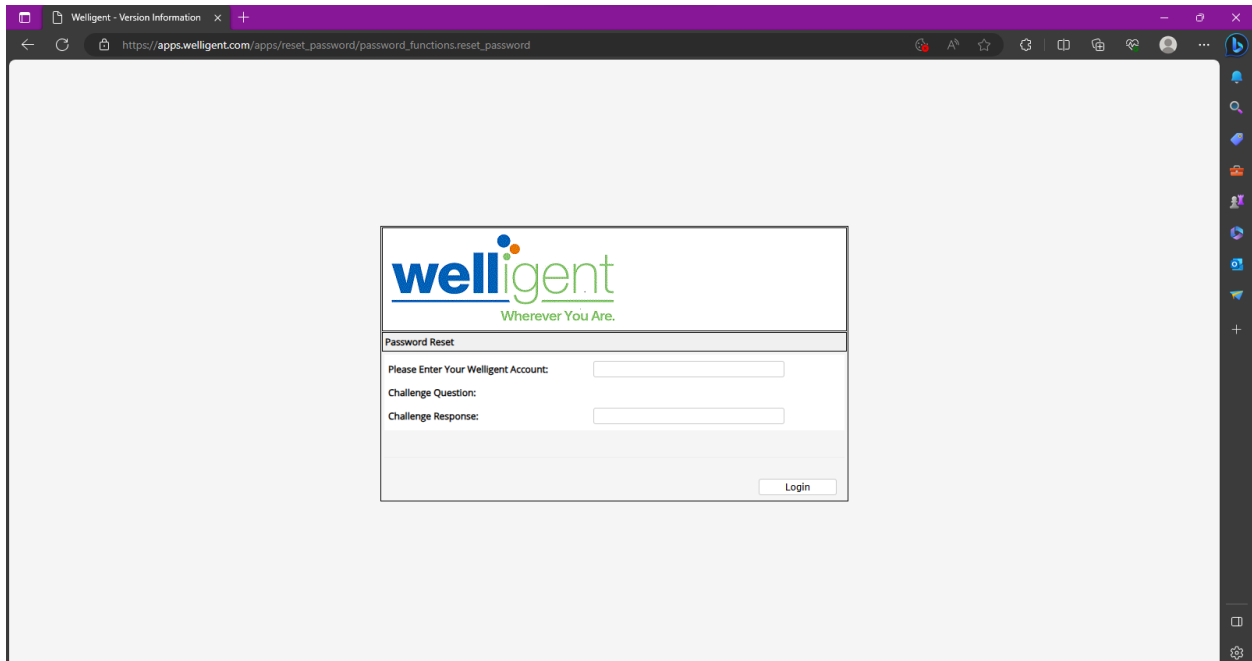 Welligent - Version Information
https://apps.welligent.com/apps/reset_password/password_functions.reset_password
welligent
Wherever You Are.
Password Reset
Please Enter Your Welligent Account:
Challenge Question:
Challenge Response:
Login